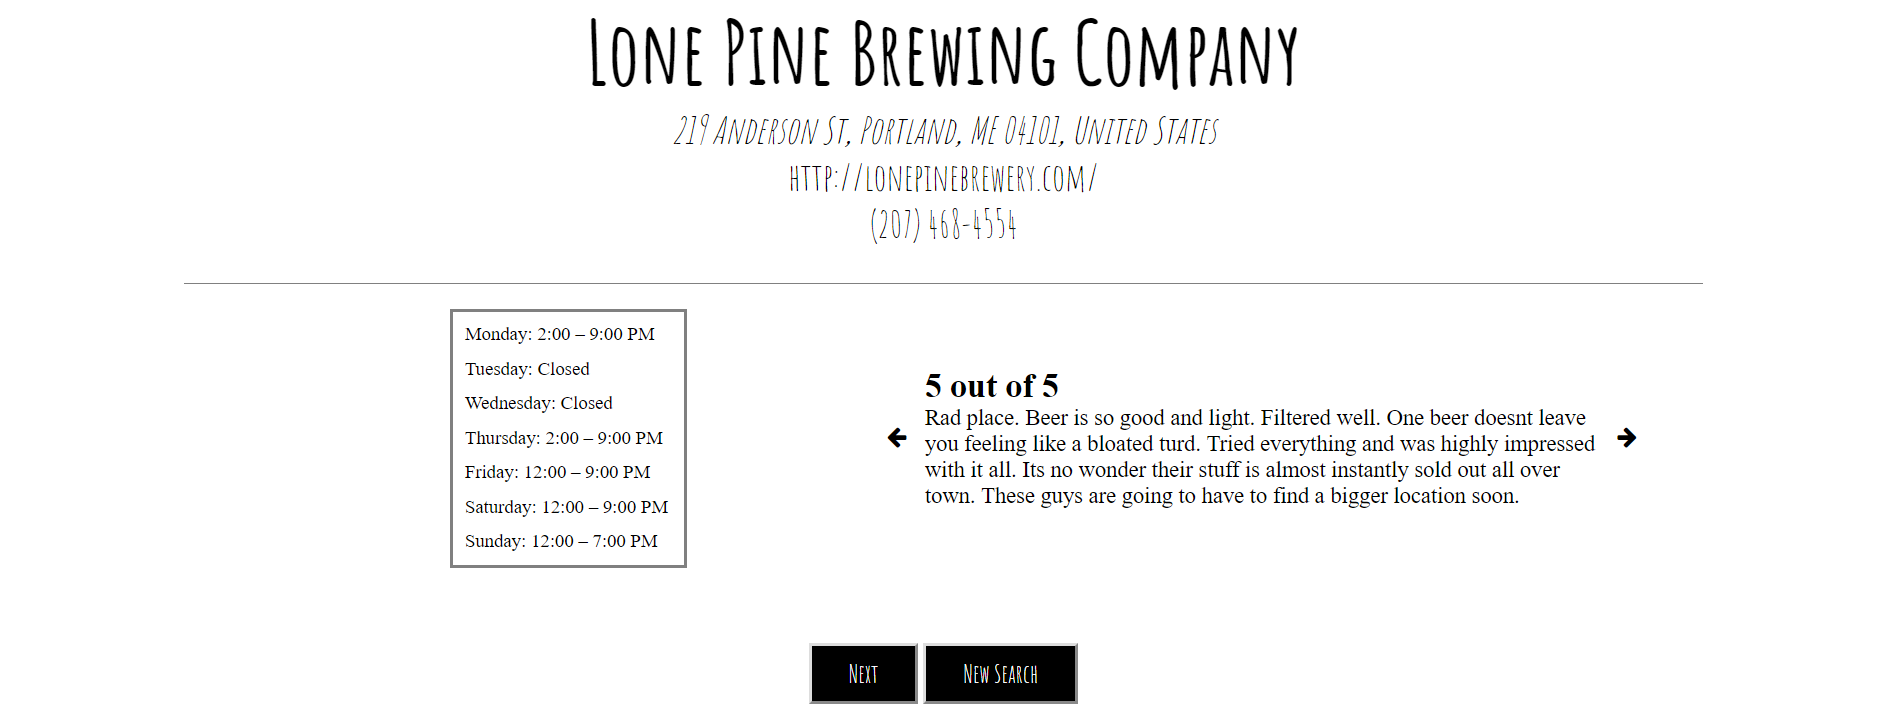 Lone Pine Brewing Company
219 Anderson St, Portland, ME 04101, United States
http://lonepinebrewery.com/
(207) 468-4554
Monday: 2:00 – 9:00 PM
Tuesday: Closed
Wednesday: Closed
Thursday: 2:00 – 9:00 PM
Friday: 12:00 – 9:00 PM
Saturday: 12:00 – 9:00 PM
Sunday: 12:00 – 7:00 PM
5 out of 5
Rad place. Beer is so good and light. Filtered well. One beer doesnt leave
you feeling like a bloated turd. Tried everything and was highly impressed
with it all. Its no wonder their stuff is almost instantly sold out all over
town. These guys are going to have to find a bigger location soon.
Next
New Search